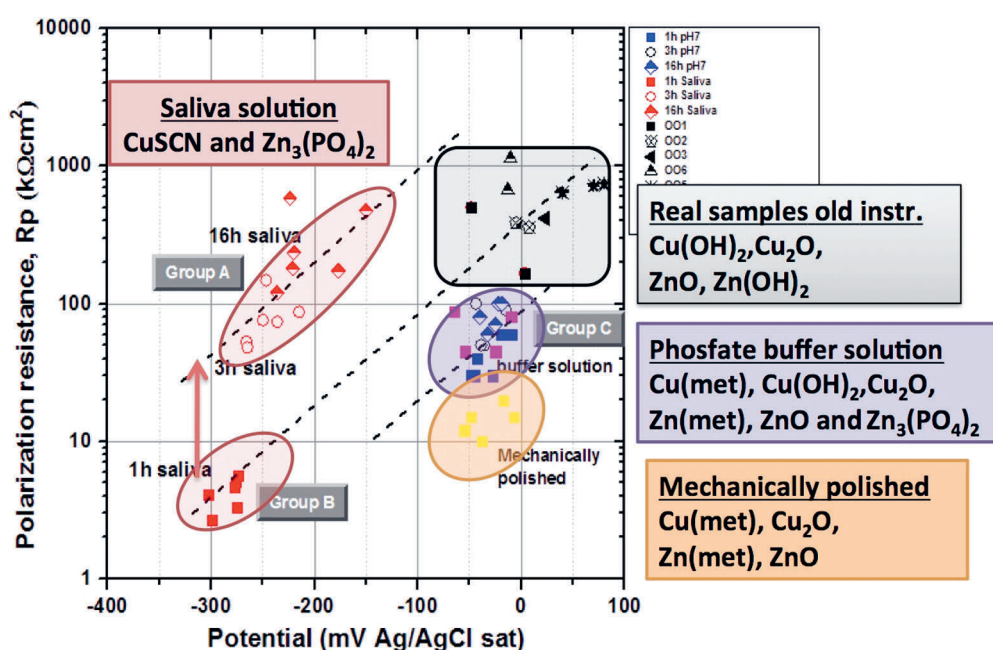 10000
1000
100
10
1
Polarization resistance, Rp (kΩcm²)
-400 -300 -200 -100 0 100
Potential (mV Ag/AgCl sat)
Saliva solution
CuSCN and Zn₃(PO₄)₂
16h saliva
Group A
3h saliva
1h saliva
Group B
Group C
buffer solution
Mechanically
polished
1h pH7
3h pH7
16h pH7
1h Saliva
3h Saliva
16h Saliva
OO1
OO2
OO3
OO6
OO5
Real samples old instr.
Cu(OH)₂,Cu₂O,
ZnO, Zn(OH)₂
Phosfate buffer solution
Cu(met), Cu(OH)₂,Cu₂O,
Zn(met), ZnO and Zn₃(PO₄)₂
Mechanically polished
Cu(met), Cu₂O,
Zn(met), ZnO